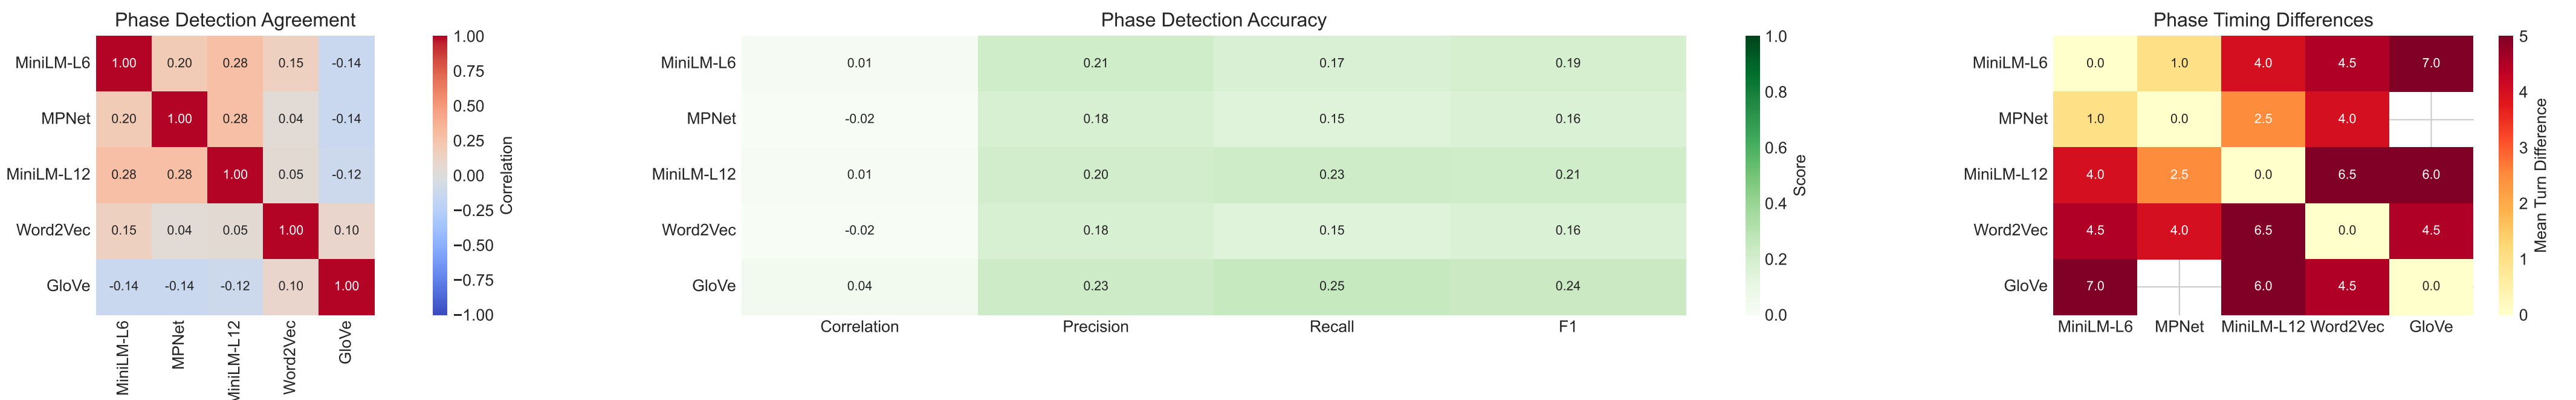 Phase Detection Agreement
MiniLM-L6 1.00 0.20 0.28 0.15 -0.14
MPNet 0.20 1.00 0.28 0.04 -0.14
MiniLM-L12 0.28 0.28 1.00 0.05 -0.12
Word2Vec 0.15 0.04 0.05 1.00 0.10
GloVe -0.14 -0.14 -0.12 0.10 1.00
MiniLM-L6 MPNet MiniLM-L12 Word2Vec GloVe
1.00
0.75
0.50
0.25
0.00
−0.25
−0.50
−0.75
−1.00
Correlation
Phase Detection Accuracy
MiniLM-L6 0.01 0.21 0.17 0.19
MPNet -0.02 0.18 0.15 0.16
MiniLM-L12 0.01 0.20 0.23 0.21
Word2Vec -0.02 0.18 0.15 0.16
GloVe 0.04 0.23 0.25 0.24
Correlation Precision Recall F1
1.0
0.8
0.6
0.4
0.2
0.0
Score
Phase Timing Differences
MiniLM-L6 0.0 1.0 4.0 4.5 7.0
MPNet 1.0 0.0 2.5 4.0
MiniLM-L12 4.0 2.5 0.0 6.5 6.0
Word2Vec 4.5 4.0 6.5 0.0 4.5
GloVe 7.0 6.0 4.5 0.0
MiniLM-L6 MPNet MiniLM-L12 Word2Vec GloVe
5
4
3
2
1
0
Mean Turn Difference